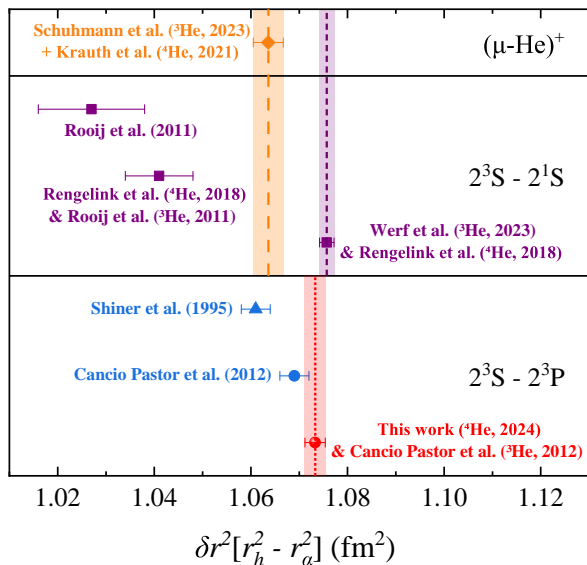 Schuhmann et al. (³He, 2023)
+ Krauth et al. (⁴He, 2021)
(μ-He)⁺
Rooij et al. (2011)
Rengelink et al. (⁴He, 2018)
& Rooij et al. (³He, 2011)
2³S - 2¹S
Werf et al. (³He, 2023)
& Rengelink et al. (⁴He, 2018)
Shiner et al. (1995)
Cancio Pastor et al. (2012)
2³S - 2³P
This work (⁴He, 2024)
& Cancio Pastor et al. (³He, 2012)
1.02 1.04 1.06 1.08 1.10 1.12
δr²[r²_h - r²_α] (fm²)